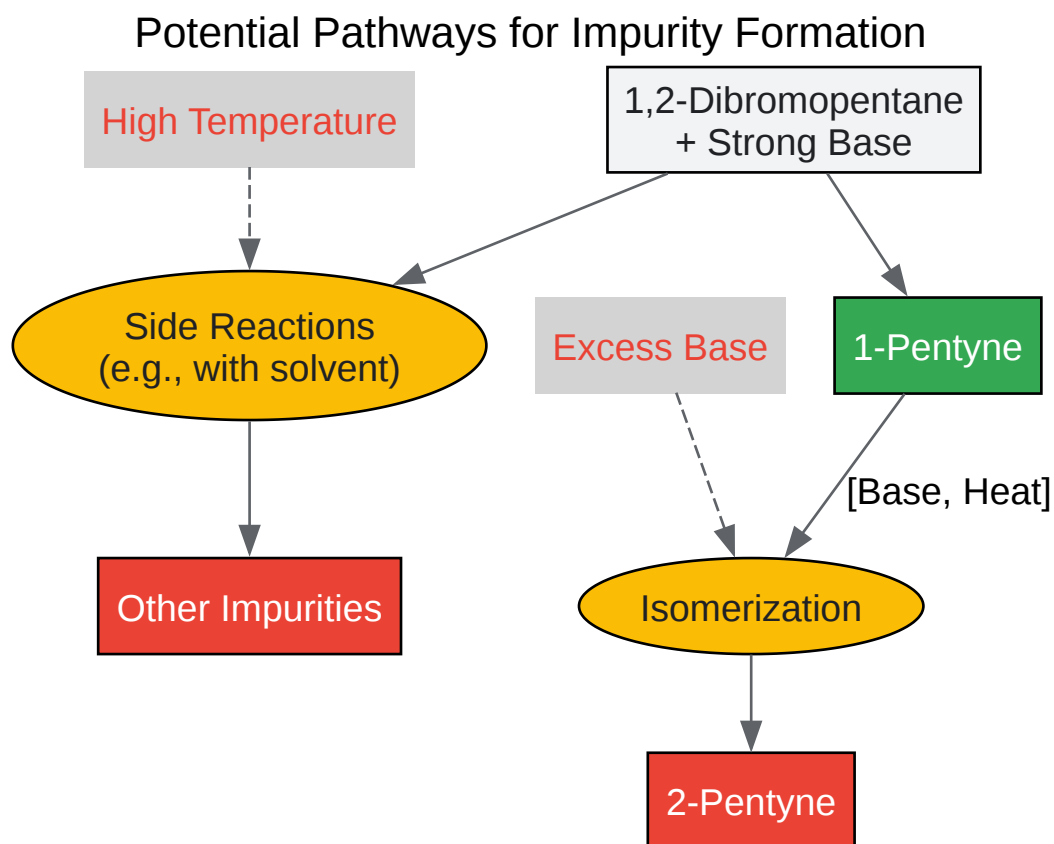 Potential Pathways for Impurity Formation
High Temperature
1,2-Dibromopentane
+ Strong Base
Side Reactions
(e.g., with solvent)
Excess Base
1-Pentyne
[Base, Heat]
Other Impurities
Isomerization
2-Pentyne